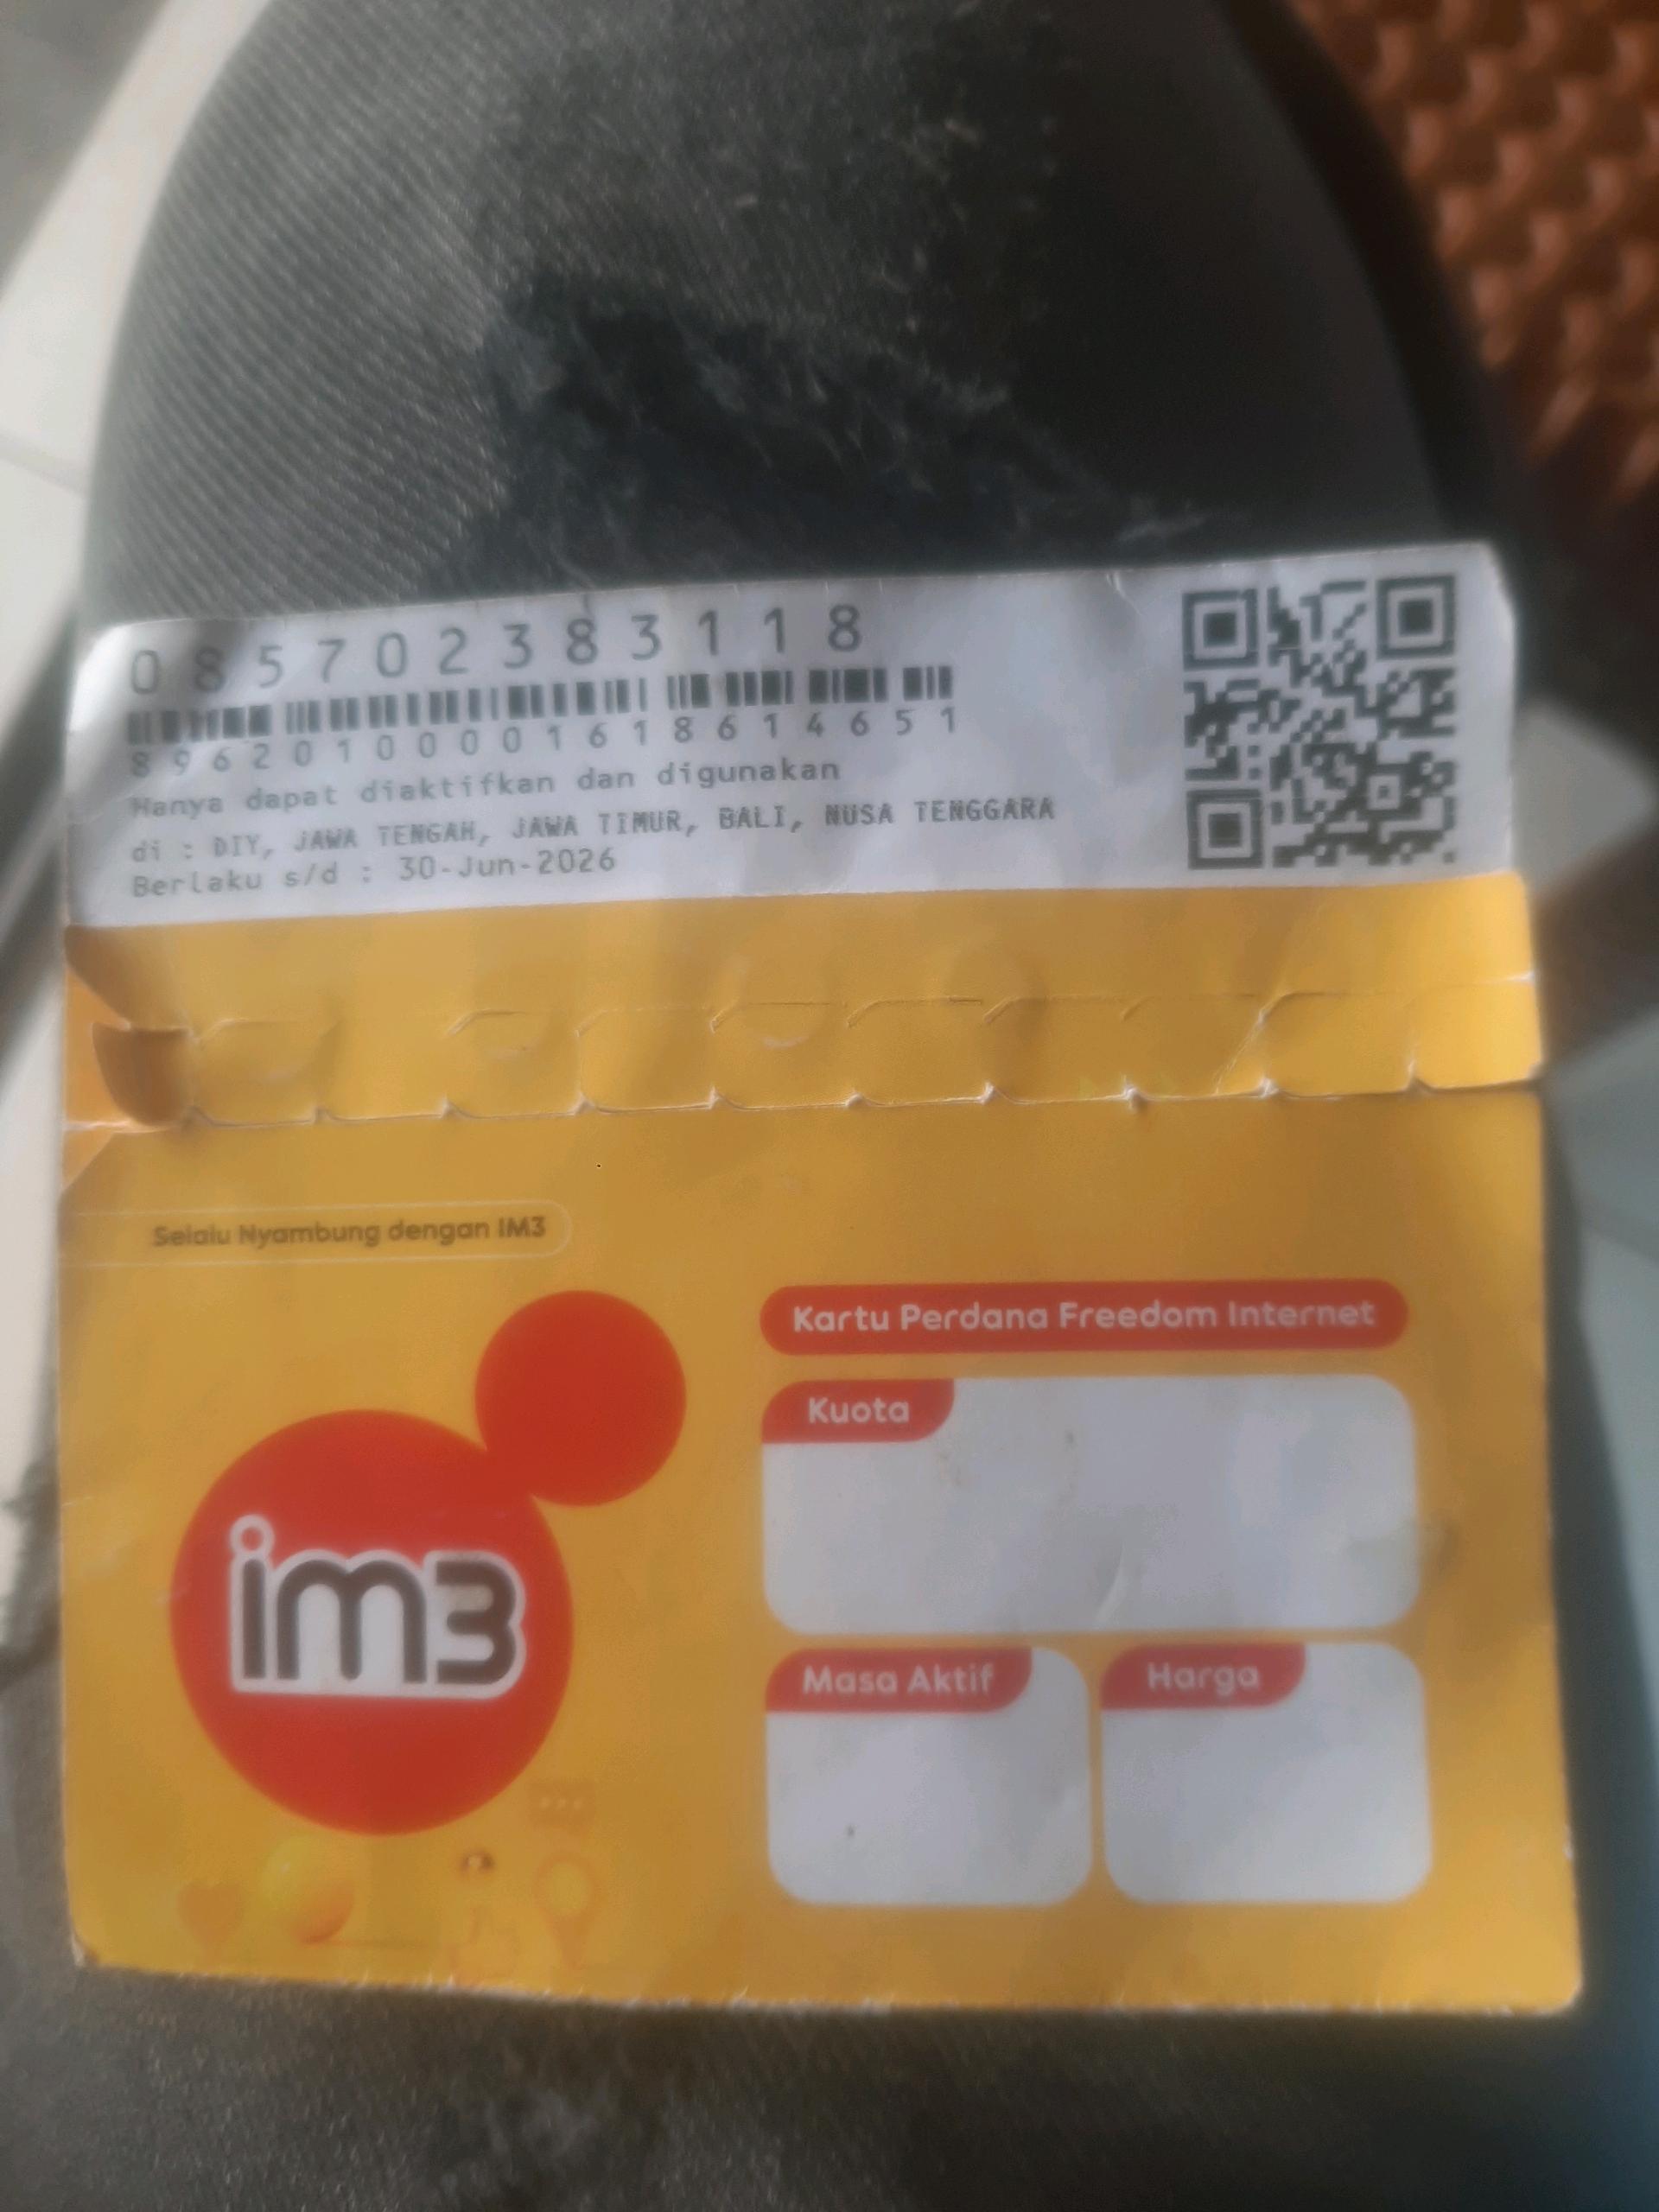 085702383118
8962010000161861465 1
Hanya dapat diaktifkan dan digunakan
di : DIY, JAWA TENGAH, JAWA TIMUR, BALI, NUSA TENGGARA
Berlaku s/d : 30-Jun-2026
Selalu Nyambung dengan IM3
Kartu Perdana Freedom Internet
Kuota
im3
Masa Aktif
Harga